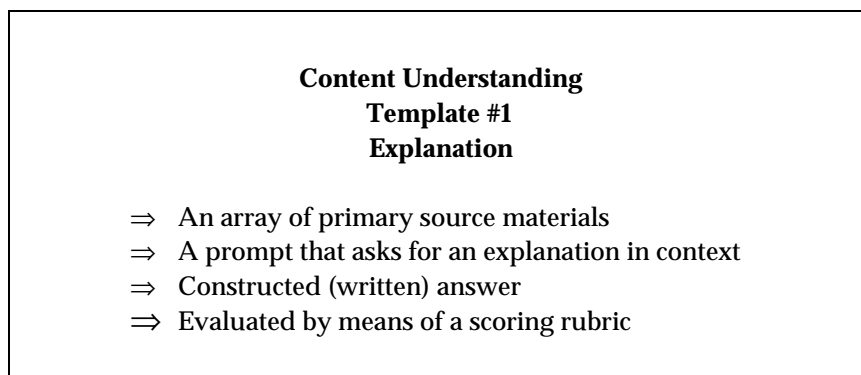 Content Understanding
Template #1
Explanation
⇒ An array of primary source materials
⇒ A prompt that asks for an explanation in context
⇒ Constructed (written) answer
⇒ Evaluated by means of a scoring rubric